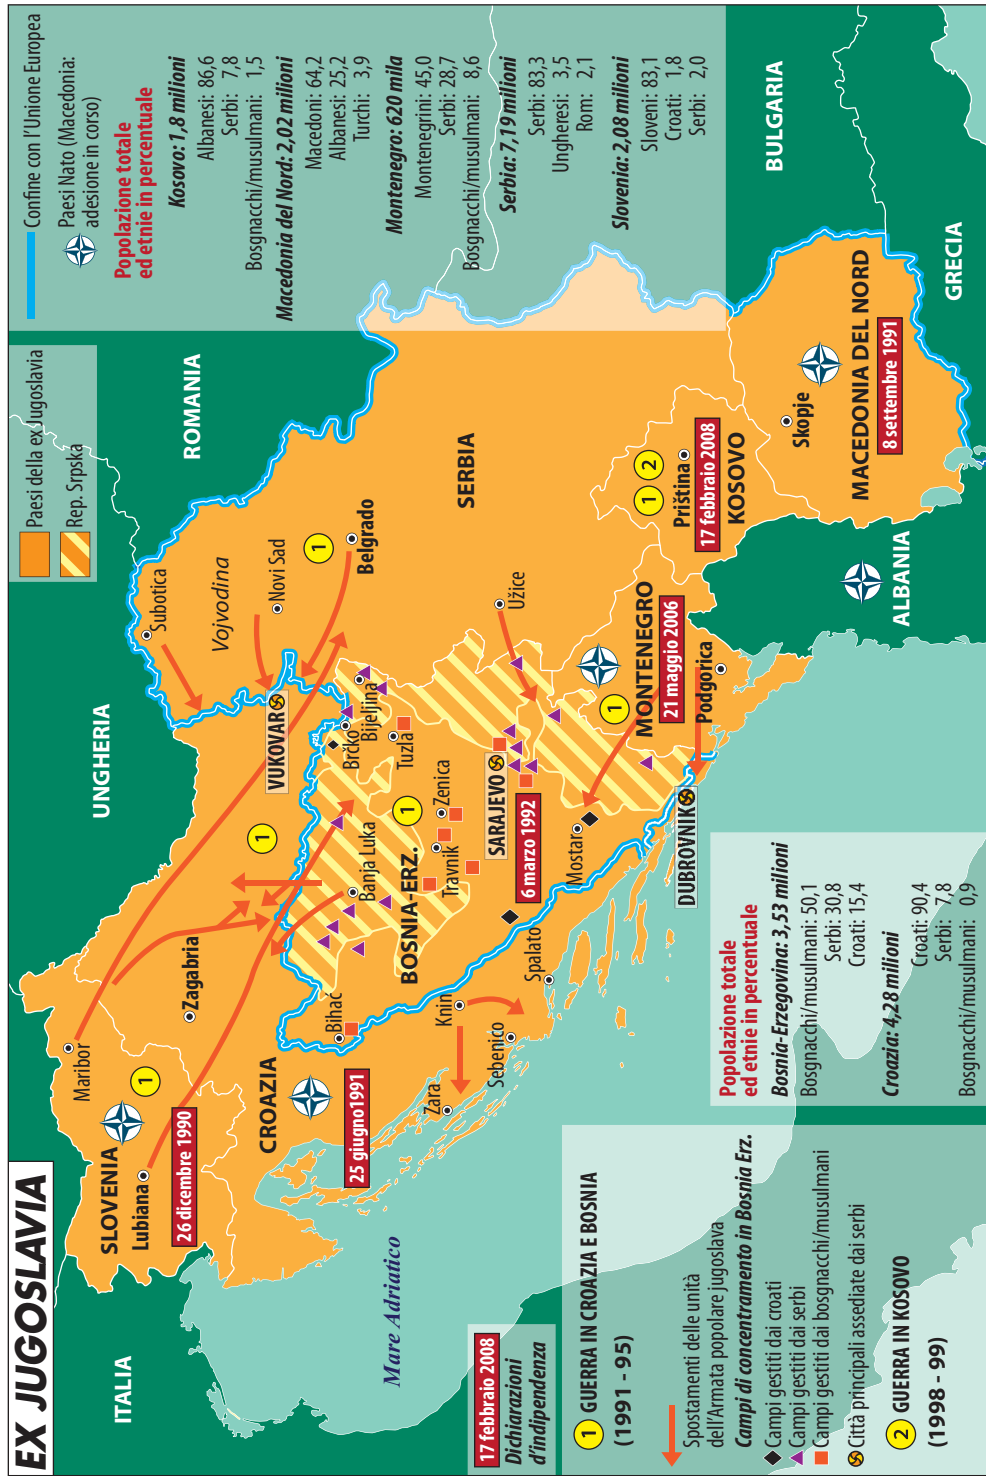 EX JUGOSLAVIA
Paesi della ex Jugoslavia
Rep. Srpska
Confine con l'Unione Europea
Paesi Nato (Macedonia:
adesione in corso)
Popolazione totale
ed etnie in percentuale
Kosovo: 1,8 milioni
Albanesi: 86,6
Serbi: 7,8
Bosgnacchi/musulmani: 1,5
Macedonia del Nord: 2,02 milioni
Macedoni: 64,2
Albanesi: 25,2
Turchi: 3,9
Montenegro: 620 mila
Montenegrini: 45,0
Serbi: 28,7
Bosgnacchi/musulmani: 8,6
Serbia: 7,19 milioni
Serbi: 83,3
Ungheresi: 3,5
Rom: 2,1
Slovenia: 2,08 milioni
Sloveni: 83,1
Croati: 1,8
Serbi: 2,0
ITALIA
UNGHERIA
ROMANIA
BULGARIA
GRECIA
ALBANIA
SLOVENIA
Lubiana
26 dicembre 1990
1
Maribor
Zagabria
CROAZIA
25 giugno1991
1
Zara
Sebenico
Knin
Spalato
DUBROVNIK
VUKOVAR
Mare Adriatico
BOSNIA-ERZ.
1
Bihać
Banja Luka
Brčko
Bijeljina
Tuzla
Zenica
Travnik
SARAJEVO
6 marzo 1992
Mostar
Subotica
Vojvodina
Novi Sad
1
Belgrado
SERBIA
Užice
MONTENEGRO
1
21 maggio 2006
Podgorica
1 2
Priština
17 febbraio 2008
KOSOVO
Skopje
MACEDONIA DEL NORD
8 settembre 1991
17 febbraio 2008
Dichiarazioni
d'indipendenza
1 GUERRA IN CROAZIA E BOSNIA
(1991 - 95)
Spostamenti delle unità
dell'Armata popolare jugoslava
Campi di concentramento in Bosnia Erz.
Campi gestiti dai croati
Campi gestiti dai serbi
Campi gestiti dai bosgnacchi/musulmani
Città principali assediate dai serbi
2 GUERRA IN KOSOVO
(1998 - 99)
Popolazione totale
ed etnie in percentuale
Bosnia-Erzegovina: 3,53 milioni
Bosgnacchi/musulmani: 50,1
Serbi: 30,8
Croati: 15,4
Croazia: 4,28 milioni
Croati: 90,4
Serbi: 7,8
Bosgnacchi/musulmani: 0,9